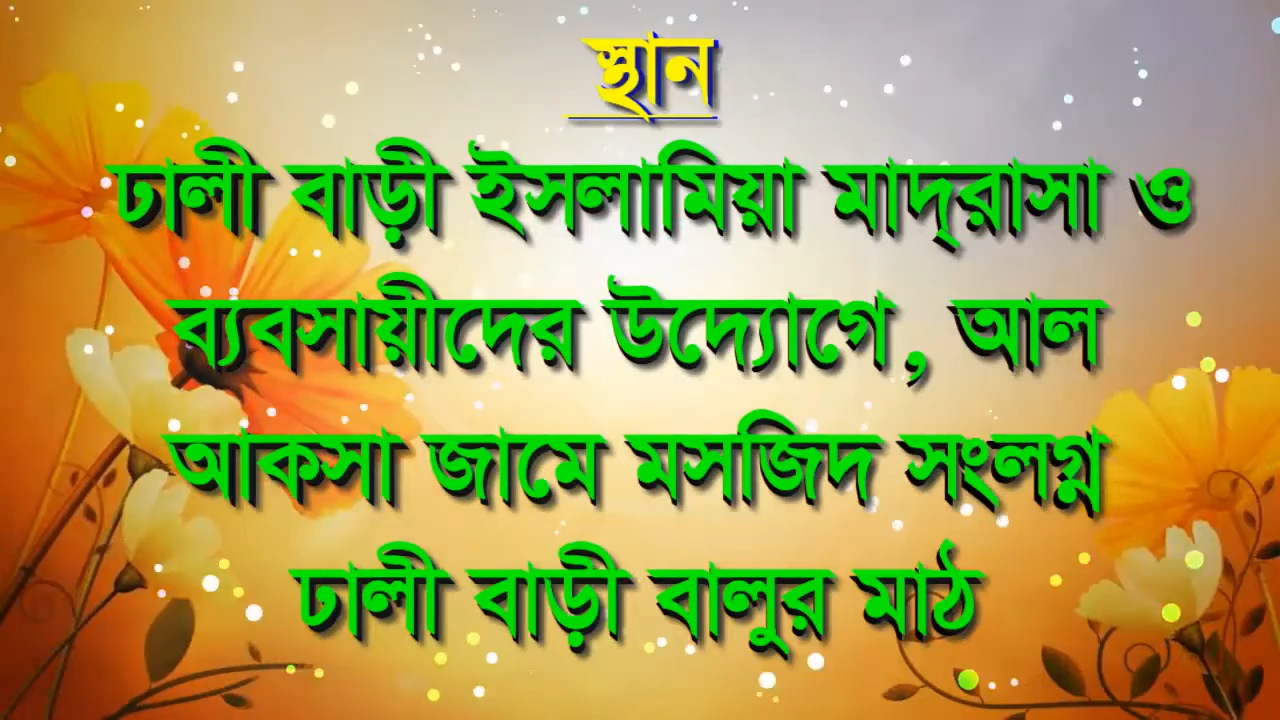 স্থান
ঢালী বাড়ী ইসলামিয়া মাদ্‌রাসা ও
ব্যবসায়ীদের উদ্যোগে, আল
আকসা জামে মসজিদ সংলগ্ন
ঢালী বাড়ী বালুর মাঠ